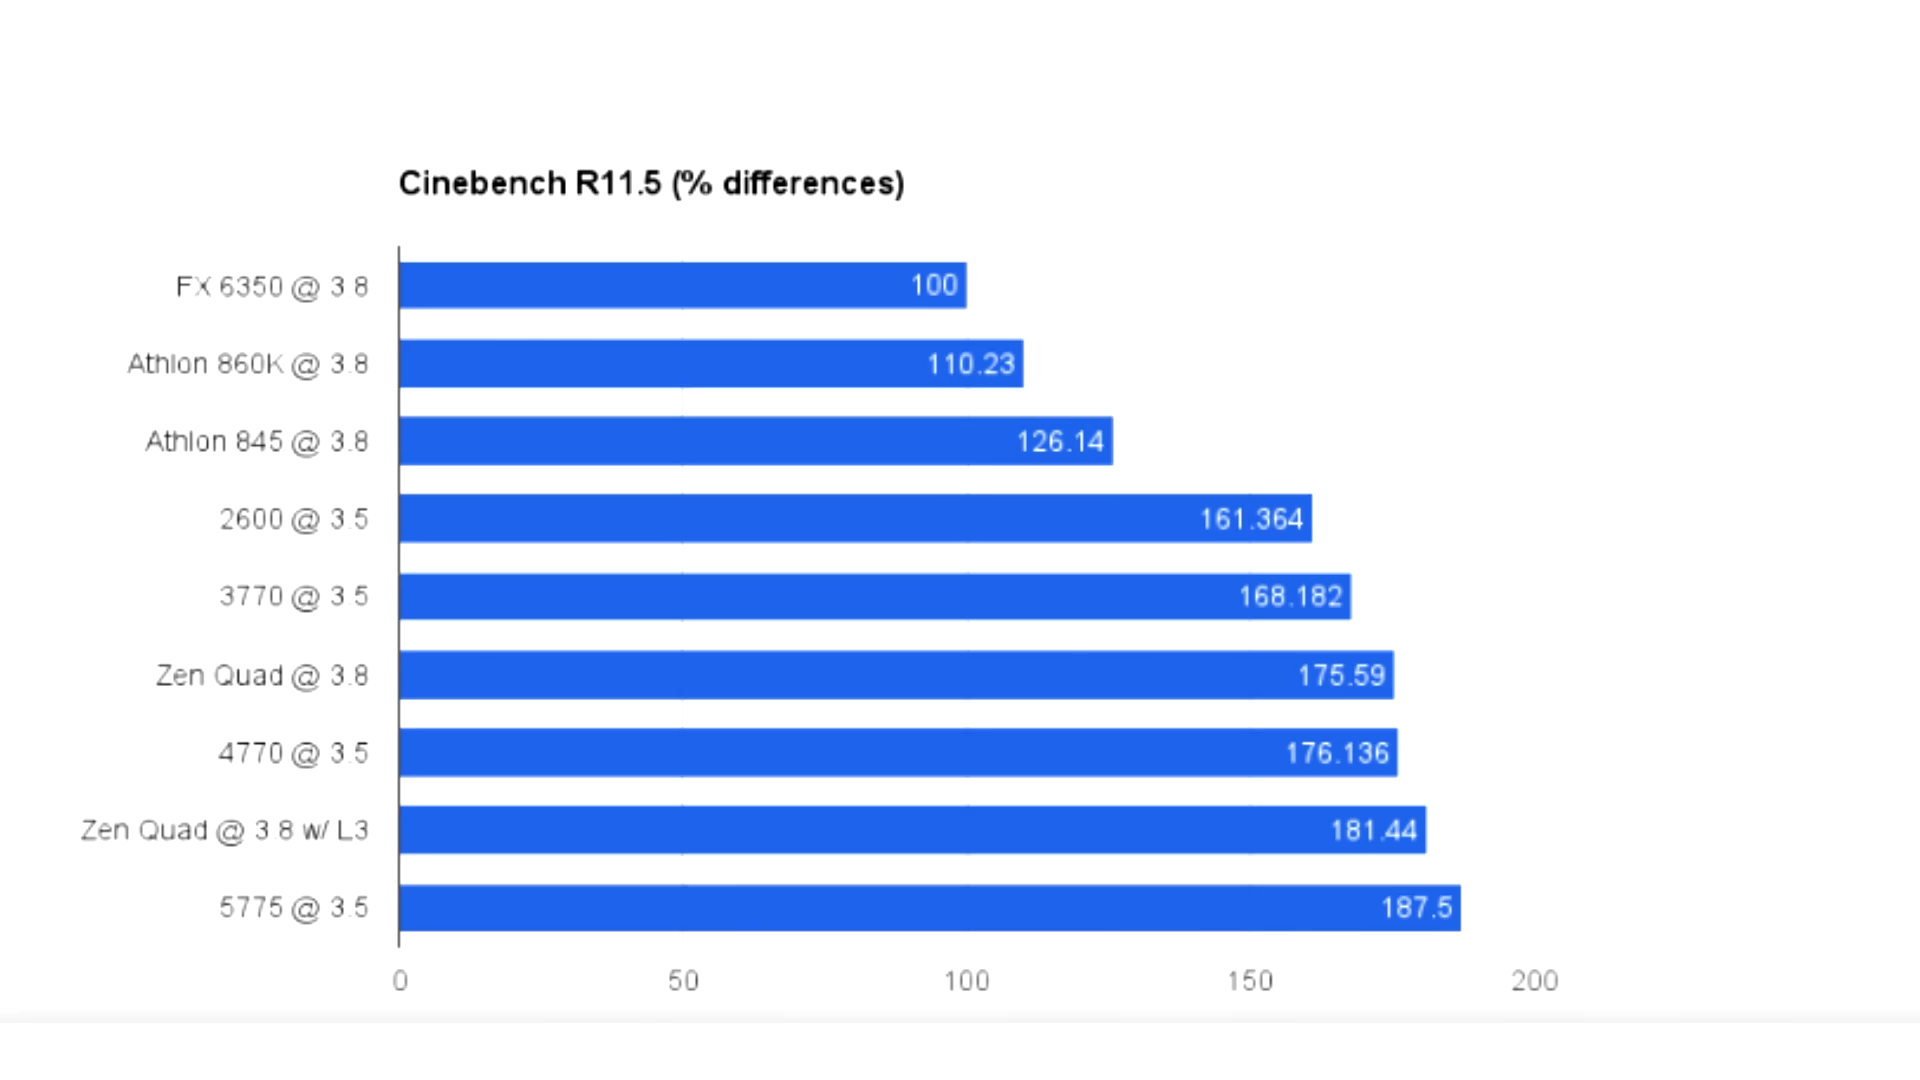 Cinebench R11.5 (% differences)
FX 6350 @ 3.8 100
Athlon 860K @ 3.8 110.23
Athlon 845 @ 3.8 126.14
2600 @ 3.5 161.364
3770 @ 3.5 168.182
Zen Quad @ 3.8 175.59
4770 @ 3.5 176.136
Zen Quad @ 3.8 w/ L3 181.44
5775 @ 3.5 187.5
0 50 100 150 200